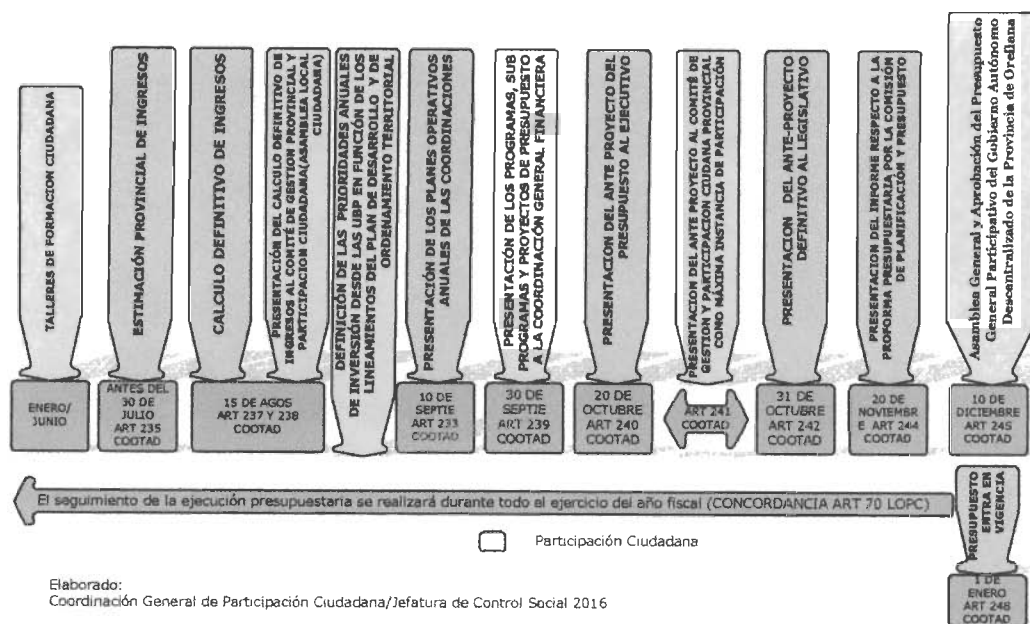 TALLERES DE FORMACION CIUDADANA
ENERO/
JUNIO
ESTIMACIÓN PROVINCIAL DE INGRESOS
ANTES DEL
30 DE
JULIO
ART 235
COOTAD
CALCULO DEFINITIVO DE INGRESOS
PRESENTACIÓN DEL CALCULO DEFINITIVO DE
INGRESOS AL COMITÉ DE GESTION PROVINCIAL Y
PARTICIPACION CIUDADANA(ASAMBLEA LOCAL
CIUDADANA)
15 DE AGOS
ART 237 Y 238
COOTAD
DEFINICIÓN DE LAS PRIORIDADES ANUALES
DE INVERSIÓN DESDE LAS UBP EN FUNCIÓN DE LOS
LINEAMIENTOS DEL PLAN DE DESARROLLO Y DE
ORDENAMIENTO TERRITORIAL
PRESENTACIÓN DE LOS PLANES OPERATIVOS
ANUALES DE LAS COORDINACIONES
10 DE
SEPTIE
ART 233
COOTAD
PRESENTACIÓN DE LOS PROGRAMAS, SUB
PROGRAMAS Y PROYECTOS DE PRESUPUESTO
A LA COORDINACIÓN GENERAL FINANCIERA
30 DE
SEPTIE
ART 239
COOTAD
PRESENTACION DEL ANTE PROYECTO DEL
PRESUPUESTO AL EJECUTIVO
20 DE
OCTUBRE
ART 240
COOTAD
PRESENTACION DEL ANTE PROYECTO AL COMITÉ DE
GESTION Y PARTICIPACIÓN CIUDANA PROVINCIAL
COMO MÁXIMA INSTANCIA DE PARTICIPACIÓN
ART 241
COOTAD
PRESENTACION DEL ANTE-PROYECTO
DEFINITIVO AL LEGISLATIVO
31 DE
OCTUBRE
ART 242
COOTAD
PRESENTACION DEL INFORME RESPECTO A LA
PROFORMA PRESUPUESTARIA POR LA COMISIÓN
DE PLANIFICACIÓN Y PRESUPUESTO
20 DE
NOVIEMBR
E ART 244
COOTAD
Asamblea General y Aprobación del Presupuesto
General Participativo del Gobierno Autónomo
Descentralizado de la Provincia de Orellana
10 DE
DICIEMBRE
ART 245
COOTAD
El seguimiento de la ejecución presupuestaria se realizará durante todo el ejercicio del año fiscal (CONCORDANCIA ART 70 LOPC)
PRESUPUESTO
ENTRA EN
VIGENCIA
1 DE
ENERO
ART 248
COOTAD
Participación Ciudadana
Elaborado:
Coordinación General de Participación Ciudadana/Jefatura de Control Social 2016